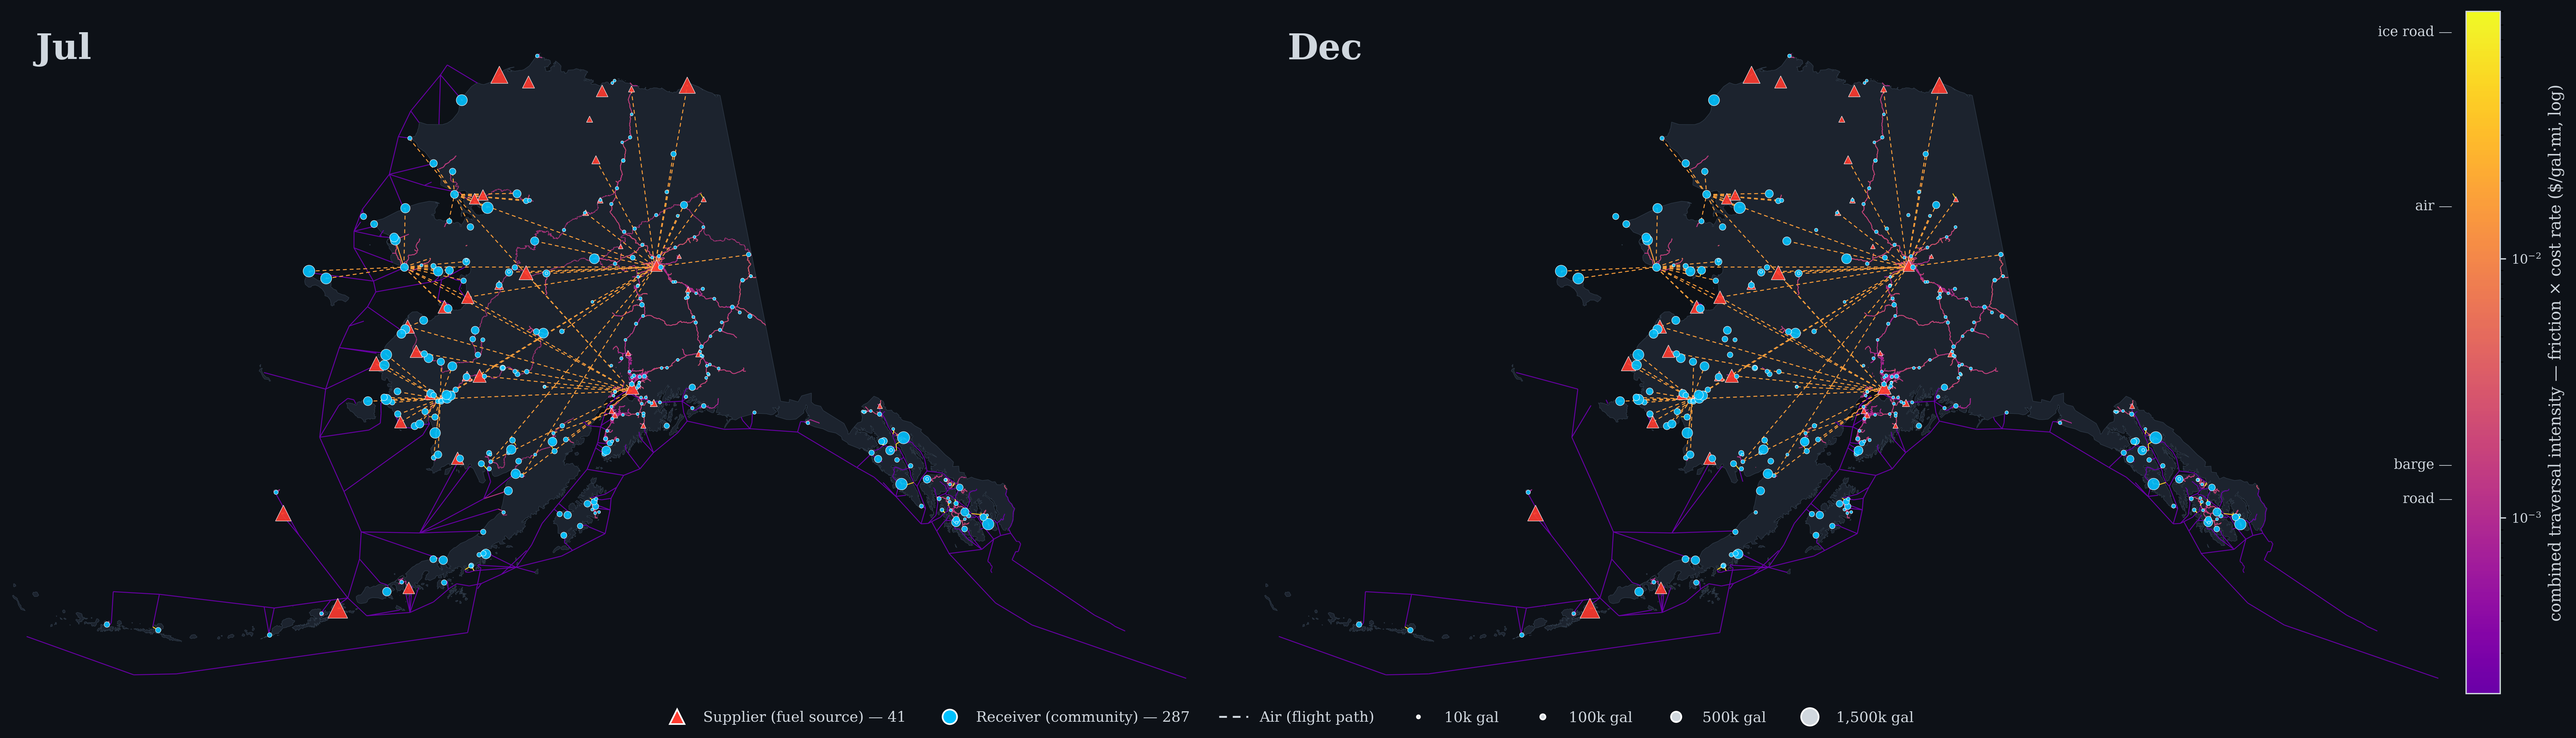 Jul
Dec
ice road —
air —
10⁻²
barge —
road —
10⁻³
combined traversal intensity — friction × cost rate ($/gal·mi, log)
Supplier (fuel source) — 41
Receiver (community) — 287
Air (flight path)
10k gal
100k gal
500k gal
1,500k gal